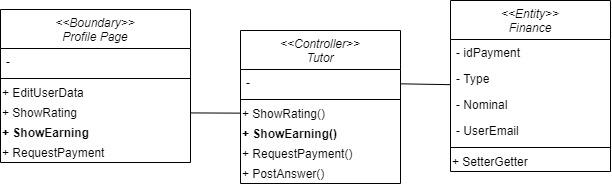 <<Boundary>>
Profile Page
-
+ EditUserData
+ ShowRating
+ ShowEarning
+ RequestPayment
<<Controller>>
Tutor
-
+ ShowRating()
+ ShowEarning()
+ RequestPayment()
+ PostAnswer()
<<Entity>>
Finance
- idPayment
- Type
- Nominal
- UserEmail
+ SetterGetter